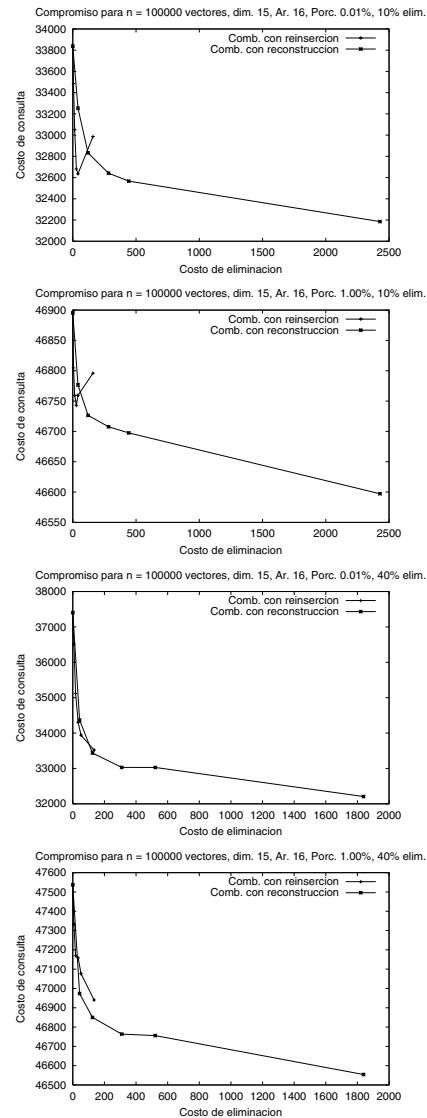 Compromiso para n = 100000 vectores, dim. 15, Ar. 16, Porc. 0.01%, 10% elim.
Comb. con reinsercion
Comb. con reconstruccion
Costo de consulta
34000
33800
33600
33400
33200
33000
32800
32600
32400
32200
32000
0 500 1000 1500 2000 2500
Costo de eliminacion
Compromiso para n = 100000 vectores, dim. 15, Ar. 16, Porc. 1.00%, 10% elim.
Comb. con reinsercion
Comb. con reconstruccion
Costo de consulta
46900
46850
46800
46750
46700
46650
46600
46550
0 500 1000 1500 2000 2500
Costo de eliminacion
Compromiso para n = 100000 vectores, dim. 15, Ar. 16, Porc. 0.01%, 40% elim.
Comb. con reinsercion
Comb. con reconstruccion
Costo de consulta
38000
37000
36000
35000
34000
33000
32000
0 200 400 600 800 1000 1200 1400 1600 1800 2000
Costo de eliminacion
Compromiso para n = 100000 vectores, dim. 15, Ar. 16, Porc. 1.00%, 40% elim.
Comb. con reinsercion
Comb. con reconstruccion
Costo de consulta
47600
47500
47400
47300
47200
47100
47000
46900
46800
46700
46600
46500
0 200 400 600 800 1000 1200 1400 1600 1800 2000
Costo de eliminacion